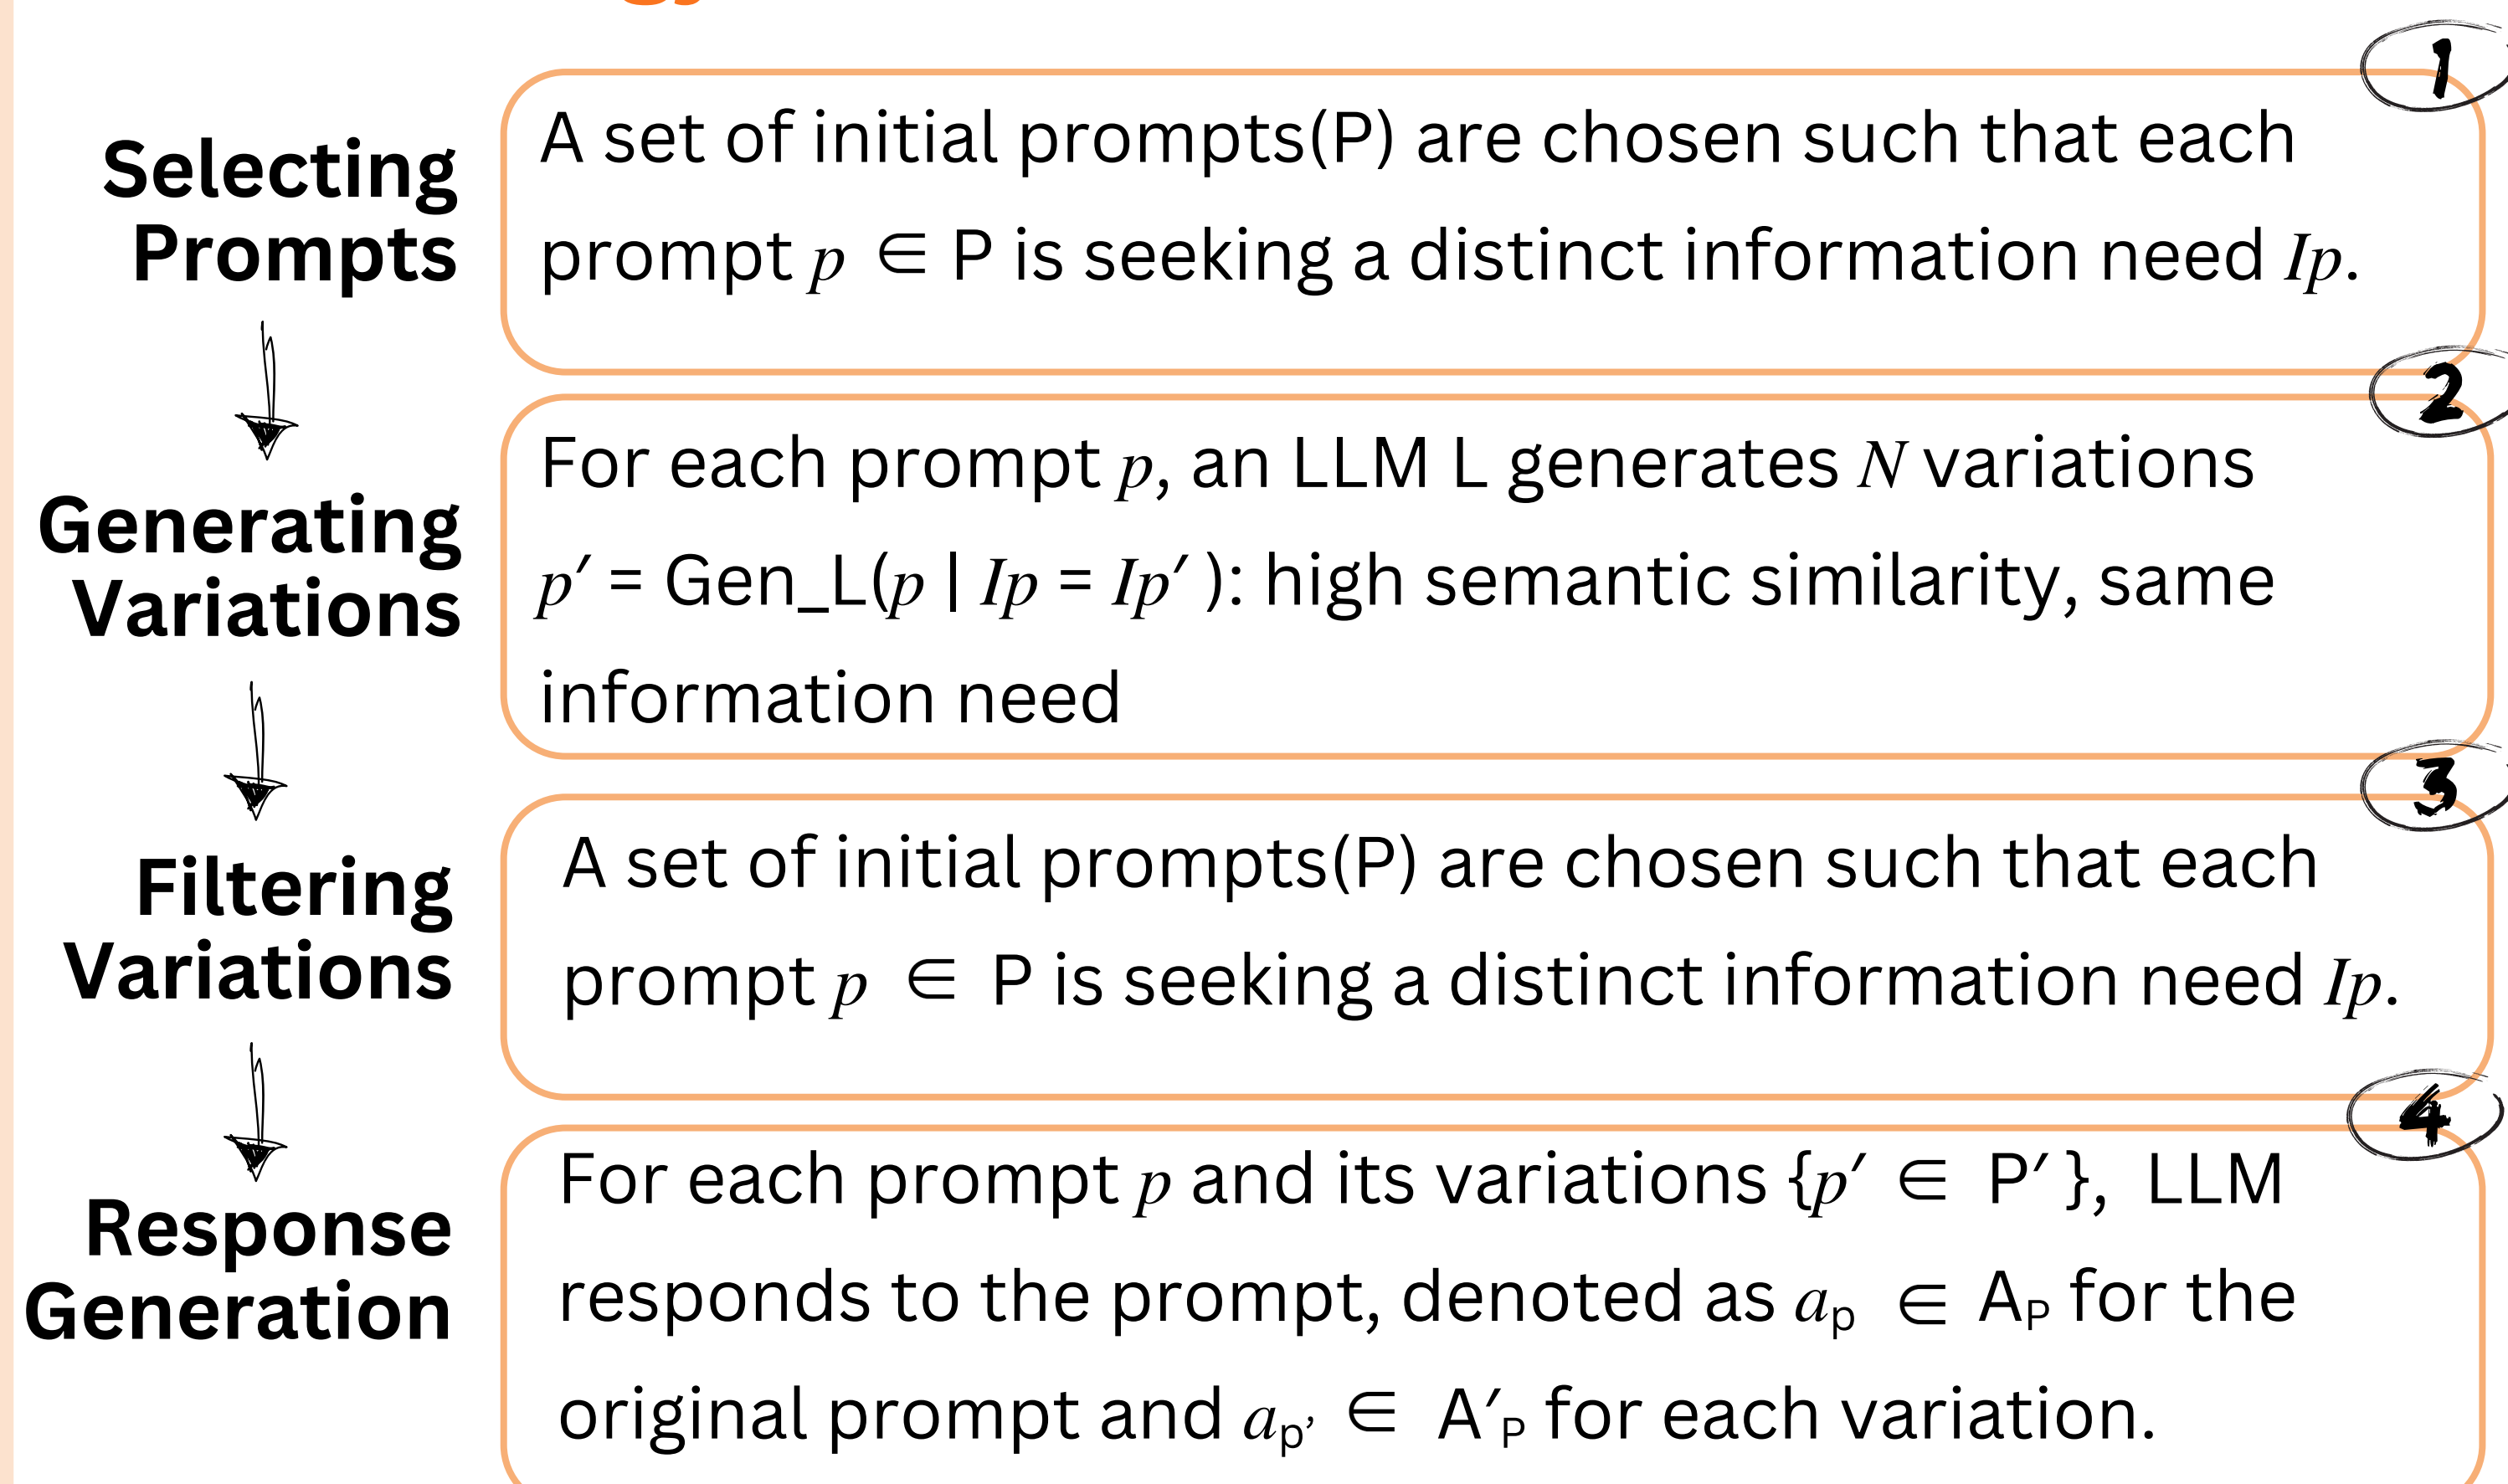 1
Selecting
Prompts
A set of initial prompts(P) are chosen such that each
prompt p ∈ P is seeking a distinct information need Ip.
2
Generating
Variations
For each prompt p, an LLM L generates N variations
p′ = Gen_L(p | Ip = Ip′ ): high semantic similarity, same
information need
3
Filtering
Variations
A set of initial prompts(P) are chosen such that each
prompt p ∈ P is seeking a distinct information need Ip.
4
Response
Generation
For each prompt p and its variations {p′ ∈ P′ }, LLM
responds to the prompt, denoted as aₚ ∈ A_P for the
original prompt and a_p’ ∈ A′_P for each variation.